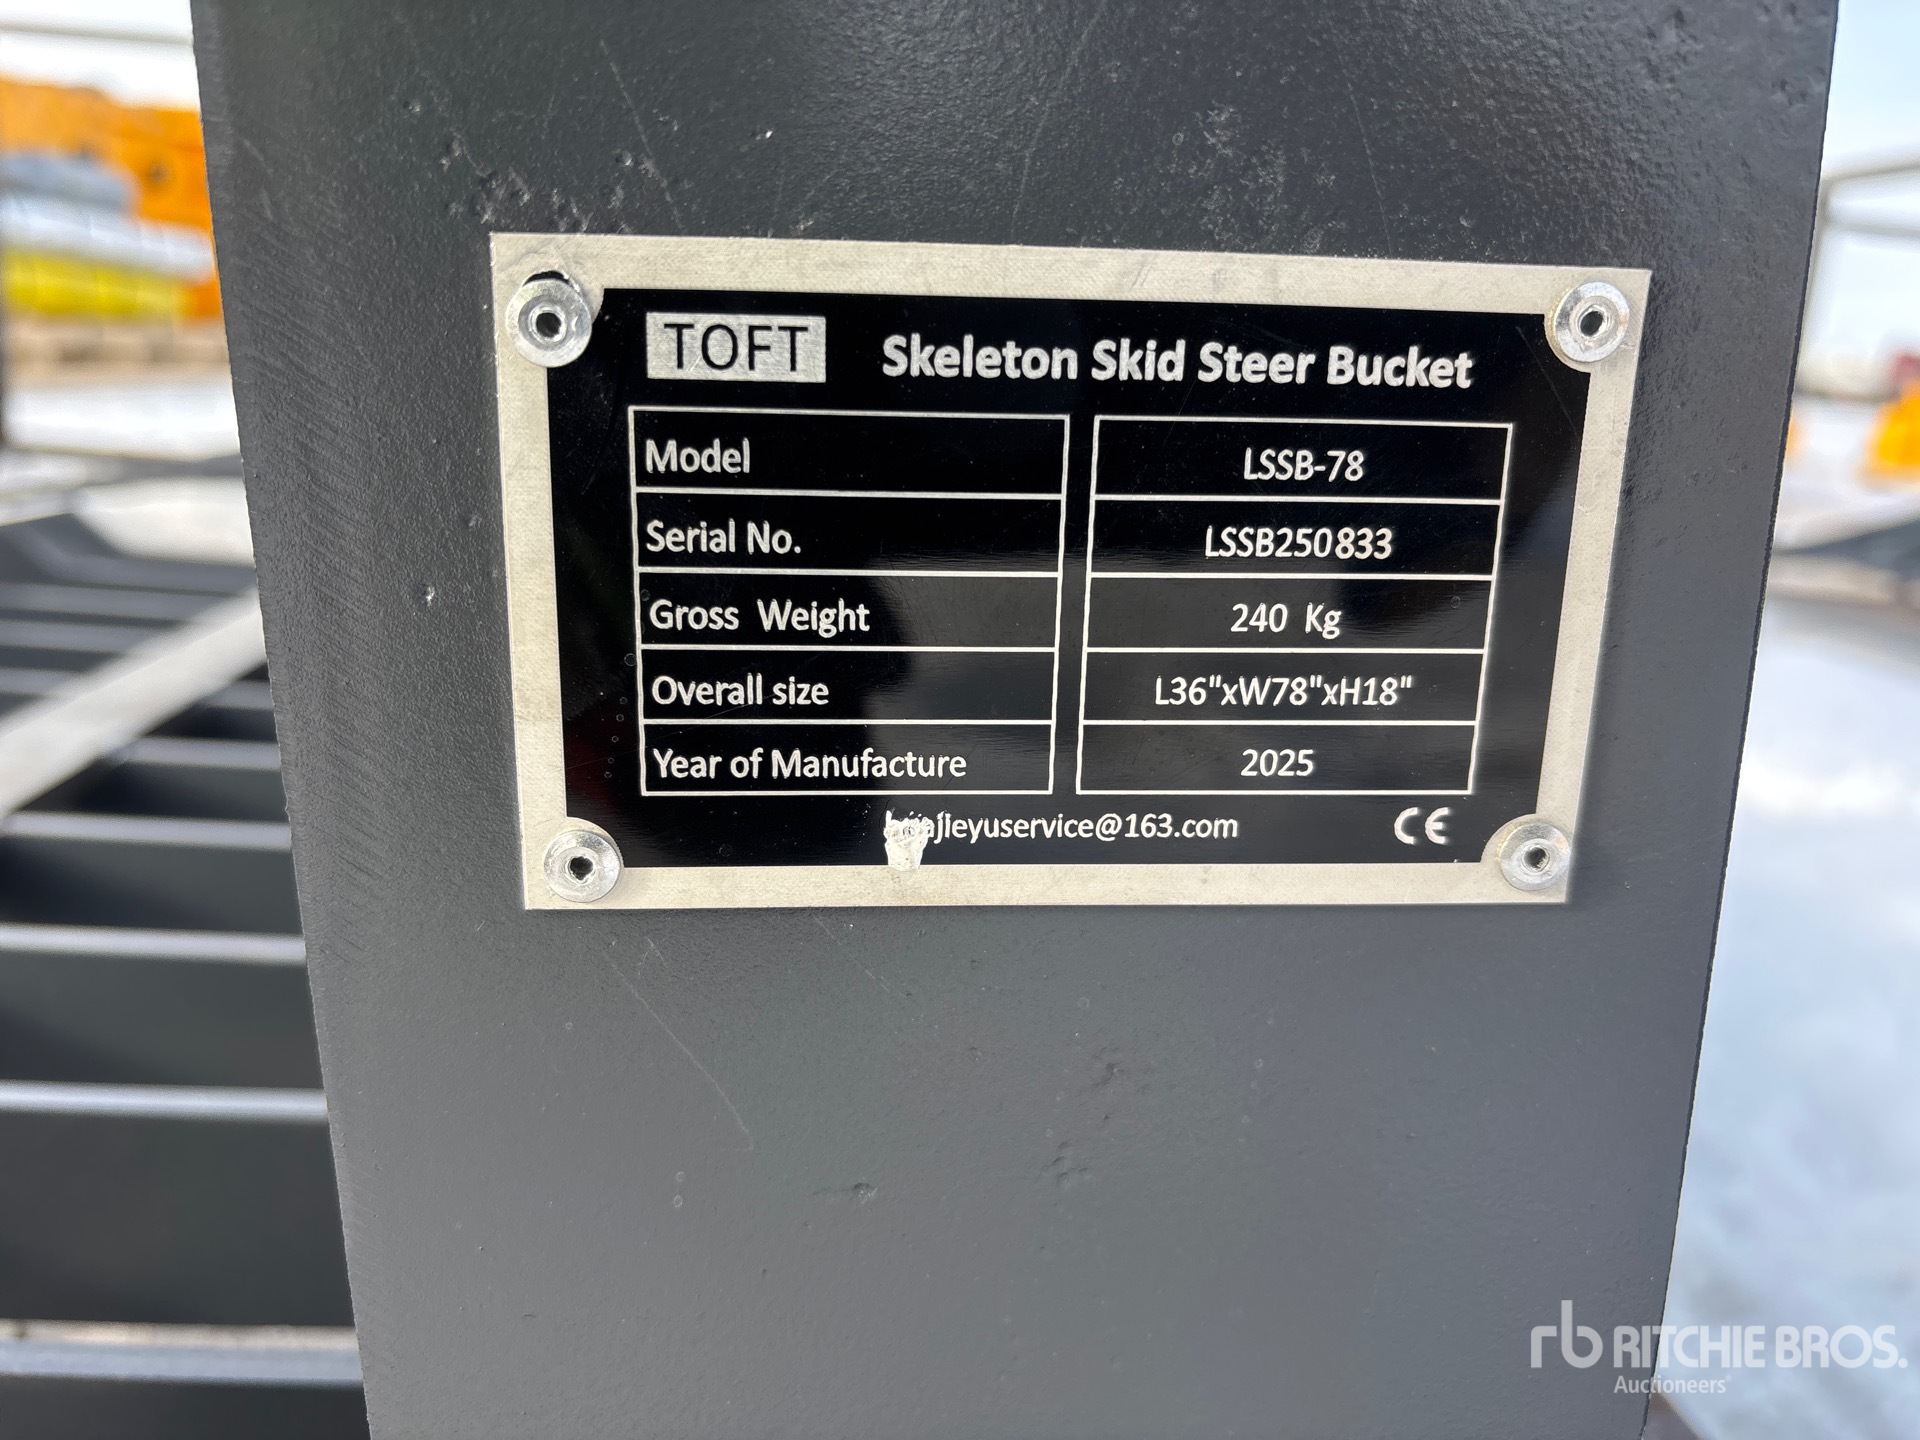 TOFT Skeleton Skid Steer Bucket
Model LSSB-78
Serial No. LSSB250833
Gross Weight 240 Kg
Overall size L36"xW78"xH18"
Year of Manufacture 2025
CE
rb RITCHIE BROS.
Auctioneers